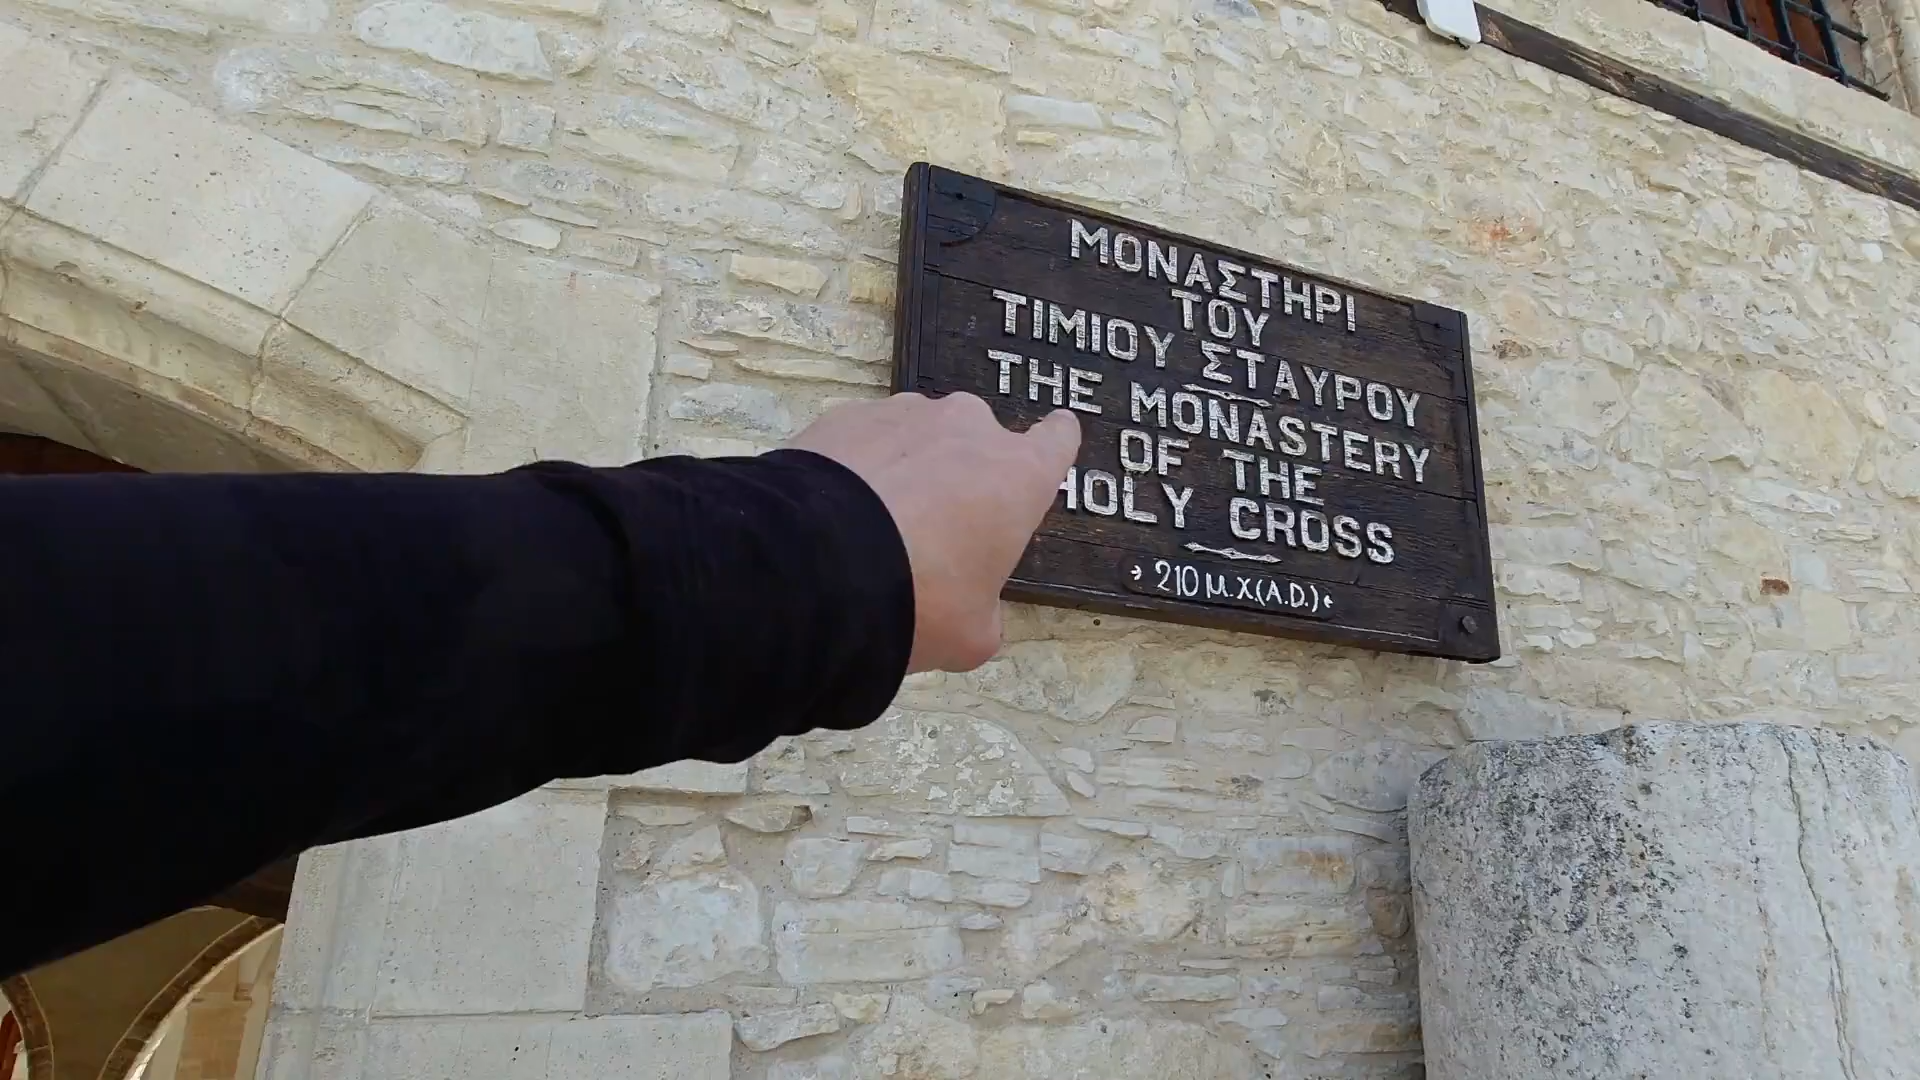 ΜΟΝΑΣΤΗΡΙ
ΤΟΥ
ΤΙΜΙΟΥ ΣΤΑΥΡΟΥ
THE MONASTERY
OF THE
HOLY CROSS
210 μ.χ(A.D.)